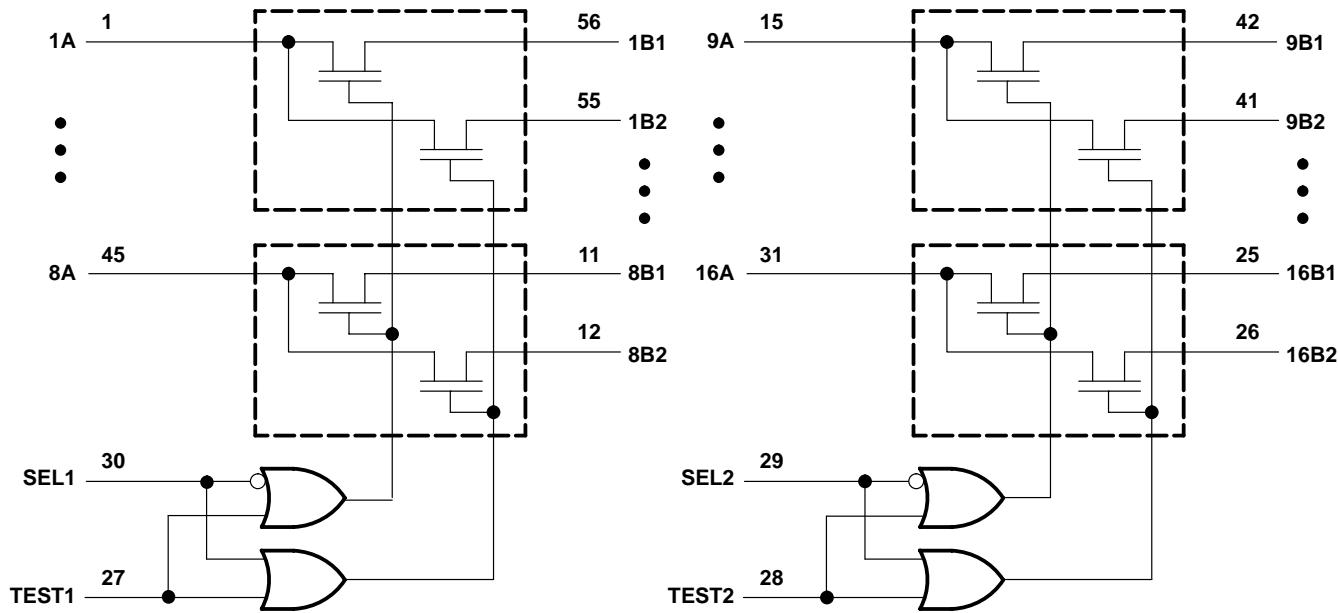 1A 1 56 1B1
55 1B2
8A 45 11 8B1
12 8B2
SEL1 30
TEST1 27
9A 15 42 9B1
41 9B2
16A 31 25 16B1
26 16B2
SEL2 29
TEST2 28